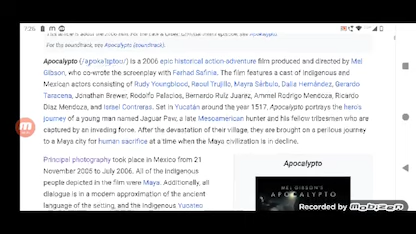 7:26
For the soundtrack, see Apocalypto (soundtrack).
Apocalypto (/əˌpɒkəˈlɪptoʊ/) is a 2006 epic historical action-adventure film produced and directed by Mel
Gibson, who co-wrote the screenplay with Farhad Safinia. The film features a cast of Indigenous and
Mexican actors consisting of Rudy Youngblood, Raoul Trujillo, Mayra Sérbulo, Dalia Hernández, Gerardo
Taracena, Jonathan Brewer, Rodolfo Palacios, Bernardo Ruiz Juarez, Ammel Rodrigo Mendoza, Ricardo
Diaz Mendoza, and Israel Contreras. Set in Yucatán around the year 1517, Apocalypto portrays the hero's
journey of a young man named Jaguar Paw, a late Mesoamerican hunter and his fellow tribesmen who are
captured by an invading force. After the devastation of their village, they are brought on a perilous journey
to a Maya city for human sacrifice at a time when the Maya civilization is in decline.
Principal photography took place in Mexico from 21
November 2005 to July 2006. All of the indigenous
people depicted in the film were Maya. Additionally, all
dialogue is in a modern approximation of the ancient
language of the setting, and the Indigenous Yucatec
Apocalypto
MEL GIBSON'S
APOCALYPTO
Recorded by
Mobizen